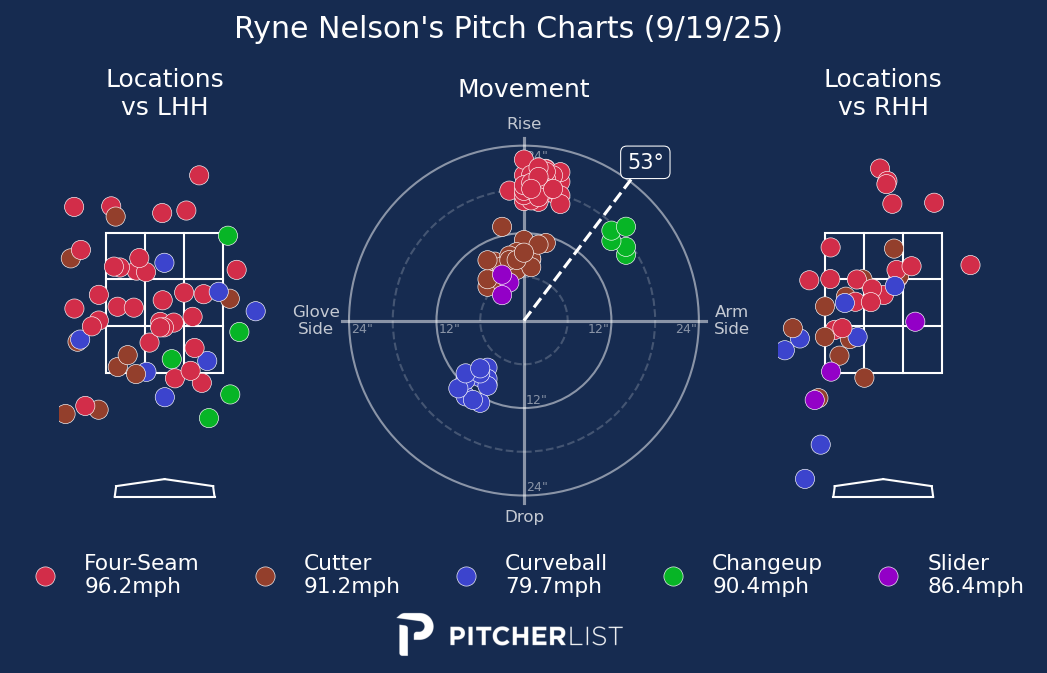 Ryne Nelson's Pitch Charts (9/19/25)
Locations
vs LHH
Movement
Locations
vs RHH
Rise
24"
53°
Glove
Side
24"
12"
12"
24"
Arm
Side
12"
24"
Drop
Four-Seam
96.2mph
Cutter
91.2mph
Curveball
79.7mph
Changeup
90.4mph
Slider
86.4mph
PITCHERLIST